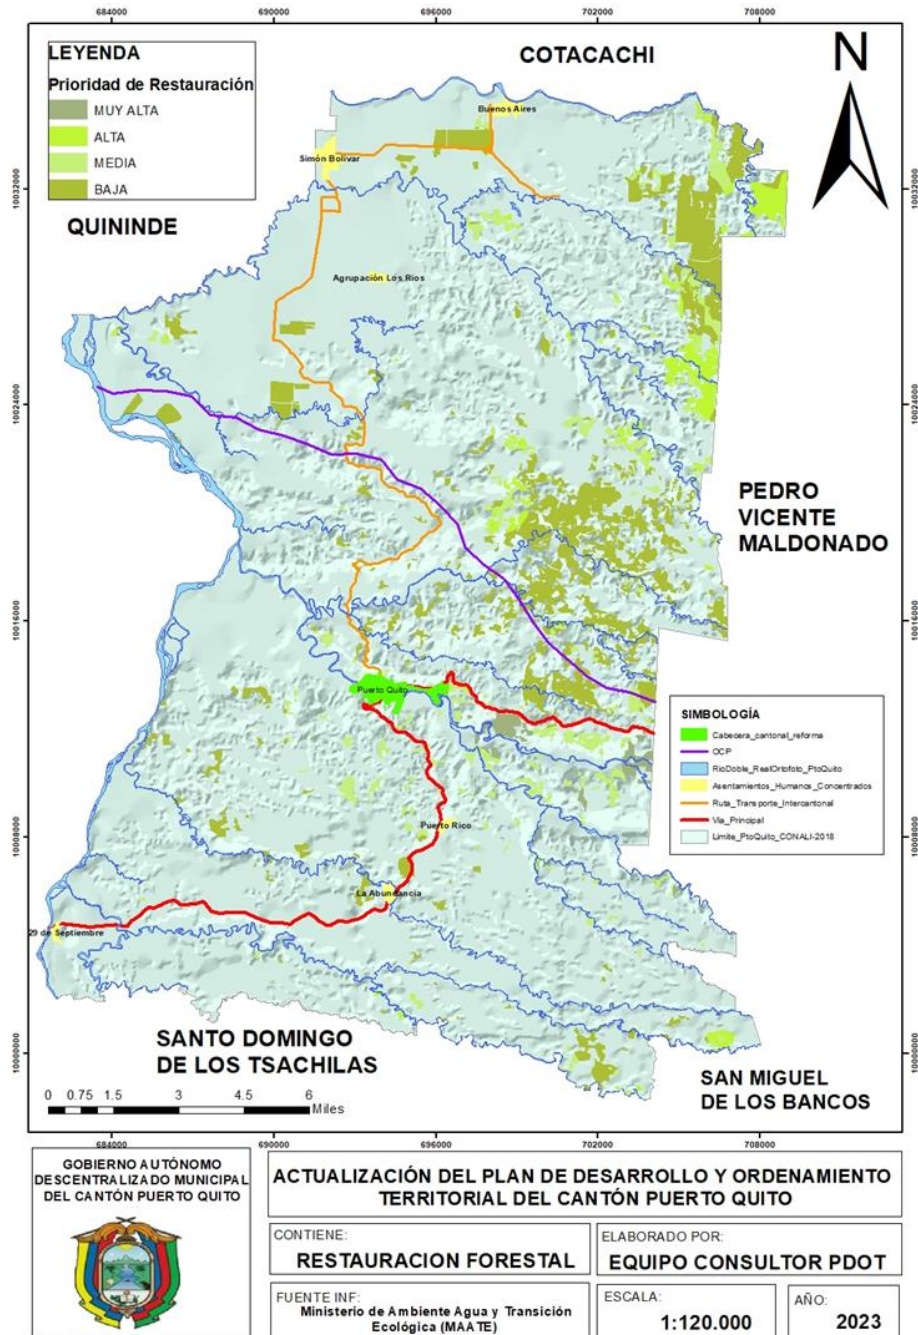 684000
690000
696000
702000
708000
LEYENDA
Prioridad de Restauración
MUY ALTA
ALTA
MEDIA
BAJA
COTACACHI
N
QUININDE
Buenos Aires
Simón Bolívar
Agrupación Los Rios
10032000
10032000
10024000
10024000
PEDRO
VICENTE
MALDONADO
10016000
10016000
Puerto Quito
SIMBOLOGÍA
Cabecera_cantonal_reforma
OCP
RioDoble_RealOrtofoto_PtoQuito
Asentamientos_Humanos_Concentrados
Ruta_Transporte_Intercantonal
Via_Principal
Limite_PtoQuito_CONALI-2018
Puerto Rico
10008000
10008000
La Abundancia
29 de Septiembre
SANTO DOMINGO
DE LOS TSACHILAS
10000000
10000000
SAN MIGUEL
DE LOS BANCOS
0 0.75 1.5 3 4.5 6
Miles
684000
690000
696000
702000
708000
GOBIERNO AUTÓNOMO
DESCENTRALIZADO MUNICIPAL
DEL CANTÓN PUERTO QUITO
ACTUALIZACIÓN DEL PLAN DE DESARROLLO Y ORDENAMIENTO
TERRITORIAL DEL CANTÓN PUERTO QUITO
CONTIENE:
RESTAURACION FORESTAL
ELABORADO POR:
EQUIPO CONSULTOR PDOT
FUENTE INF:
Ministerio de Ambiente Agua y Transición
Ecológica (MAATE)
ESCALA:
1:120.000
AÑO:
2023